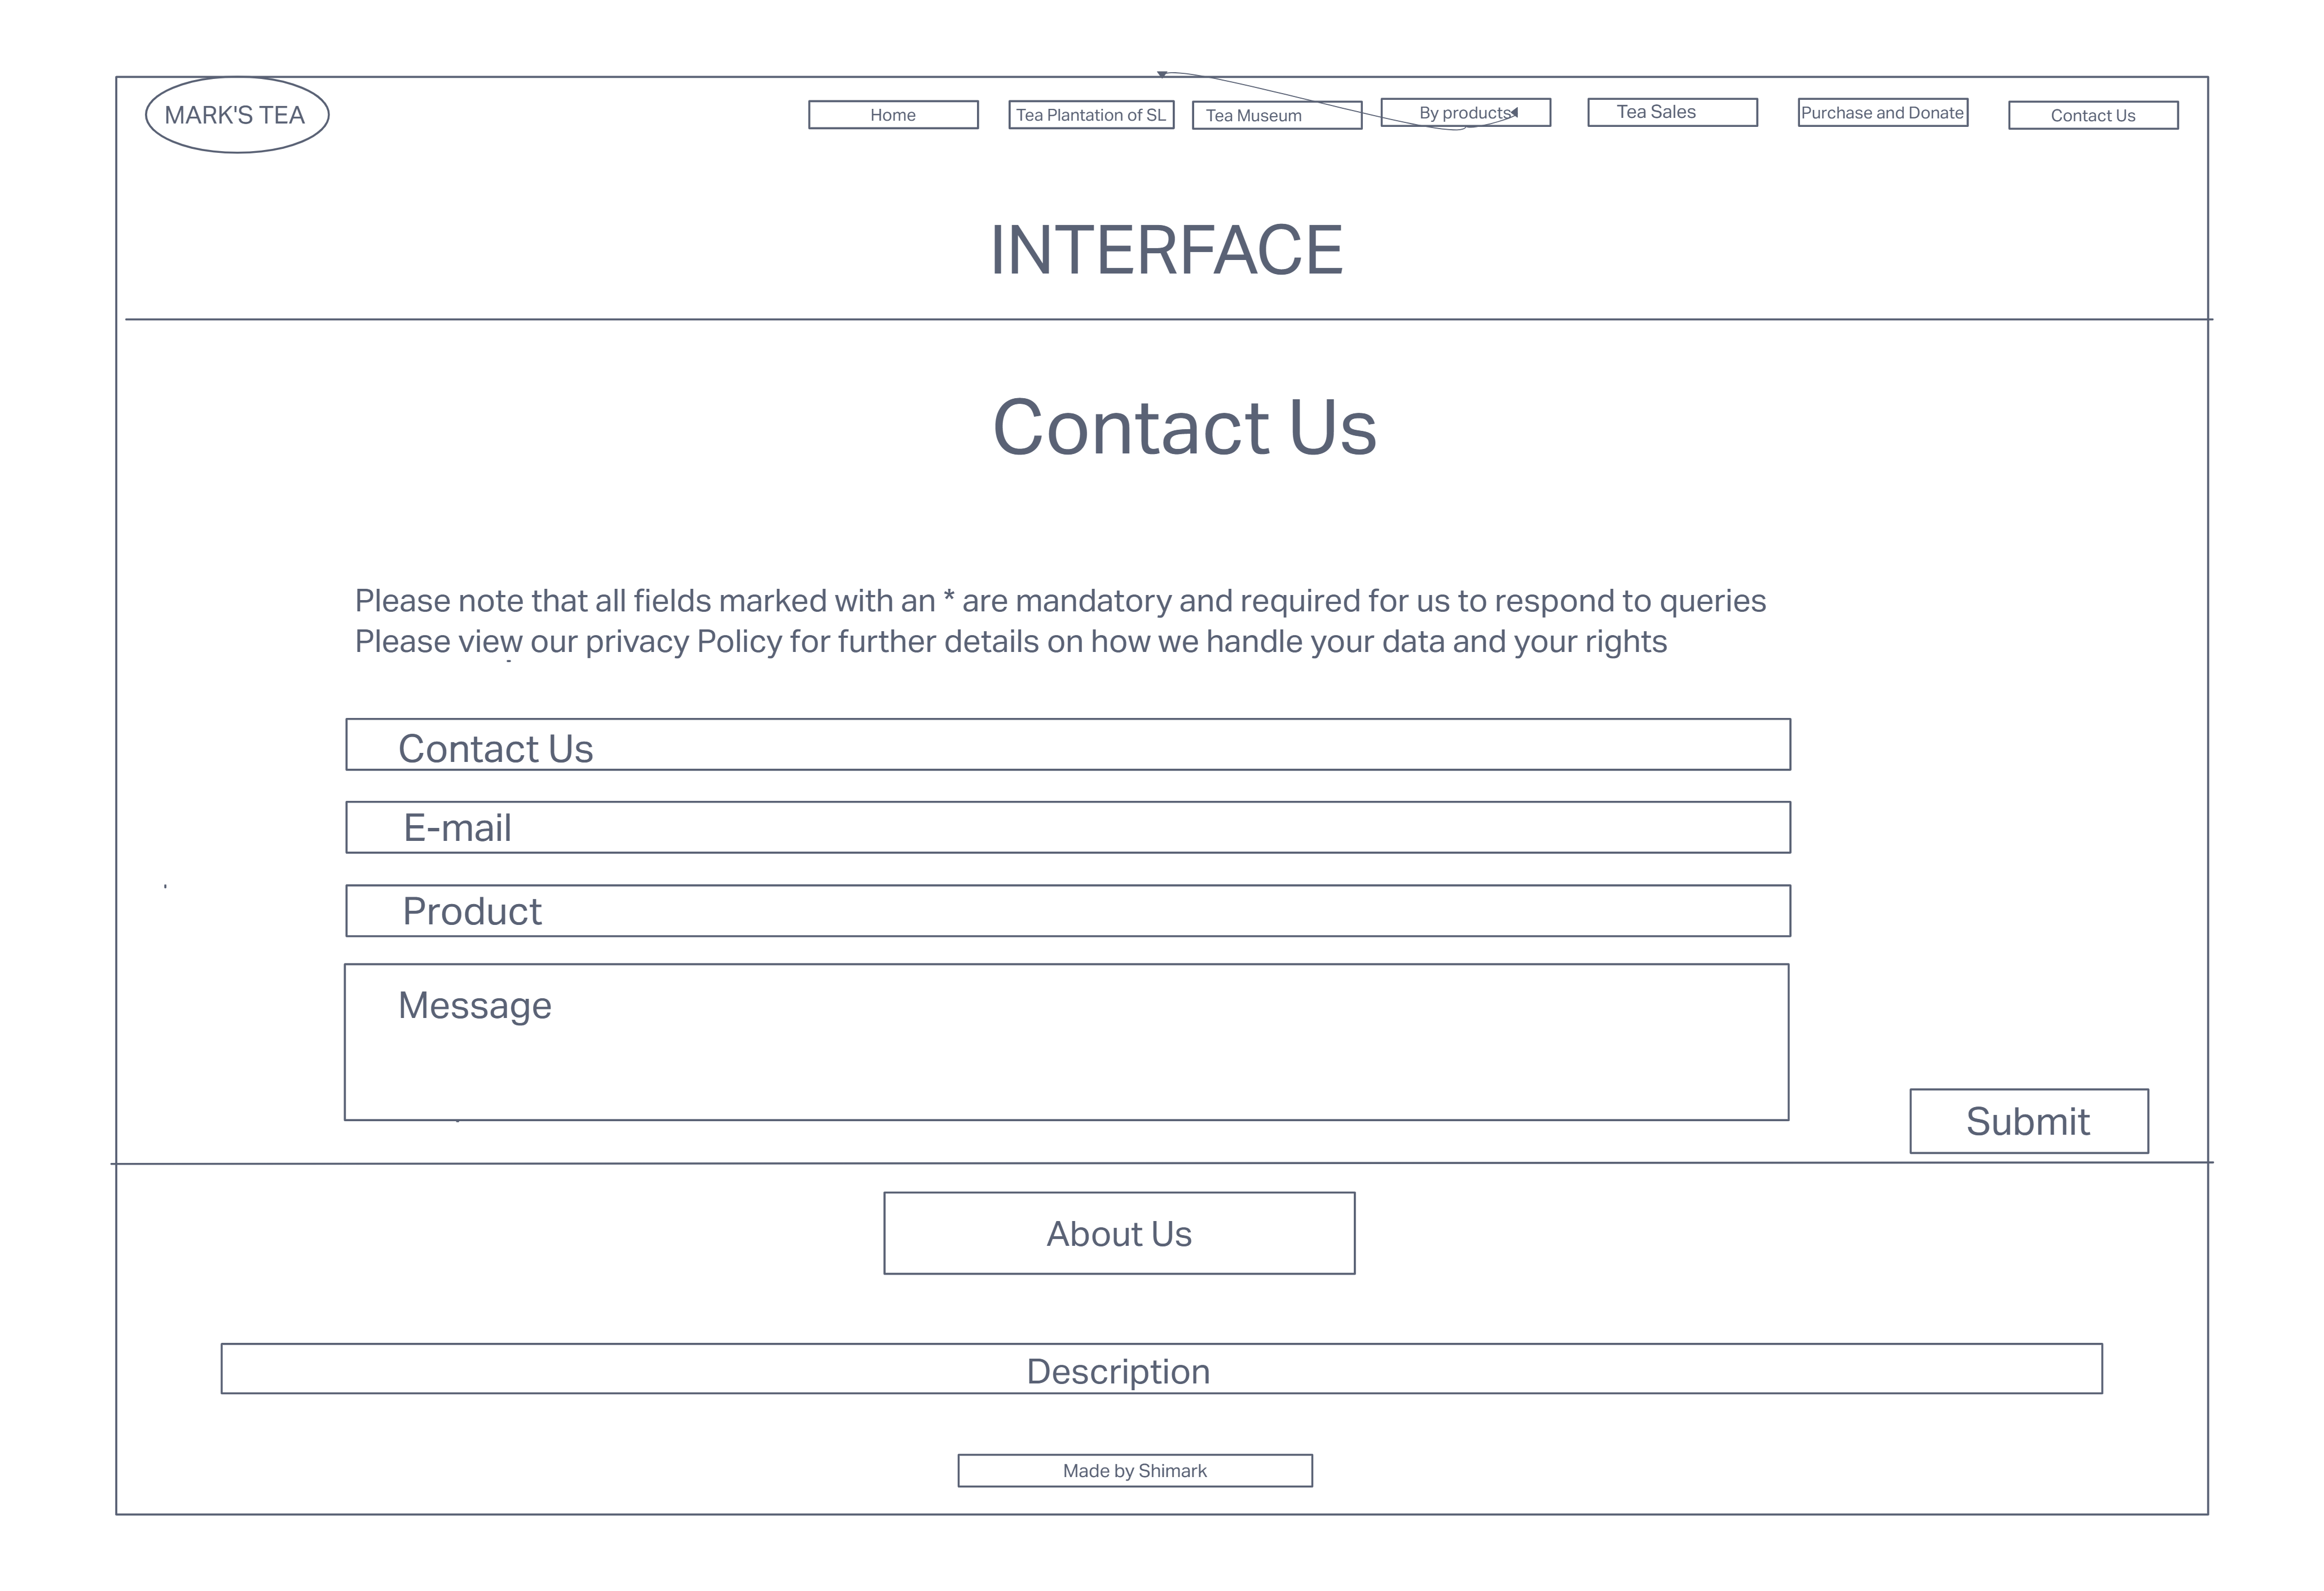 MARK'S TEA
Home
Tea Plantation of SL
Tea Museum
By products
Tea Sales
Purchase and Donate
Contact Us
INTERFACE
Contact Us
Please note that all fields marked with an * are mandatory and required for us to respond to queries
Please view our privacy Policy for further details on how we handle your data and your rights
Contact Us
E-mail
Product
Message
Submit
About Us
Description
Made by Shimark